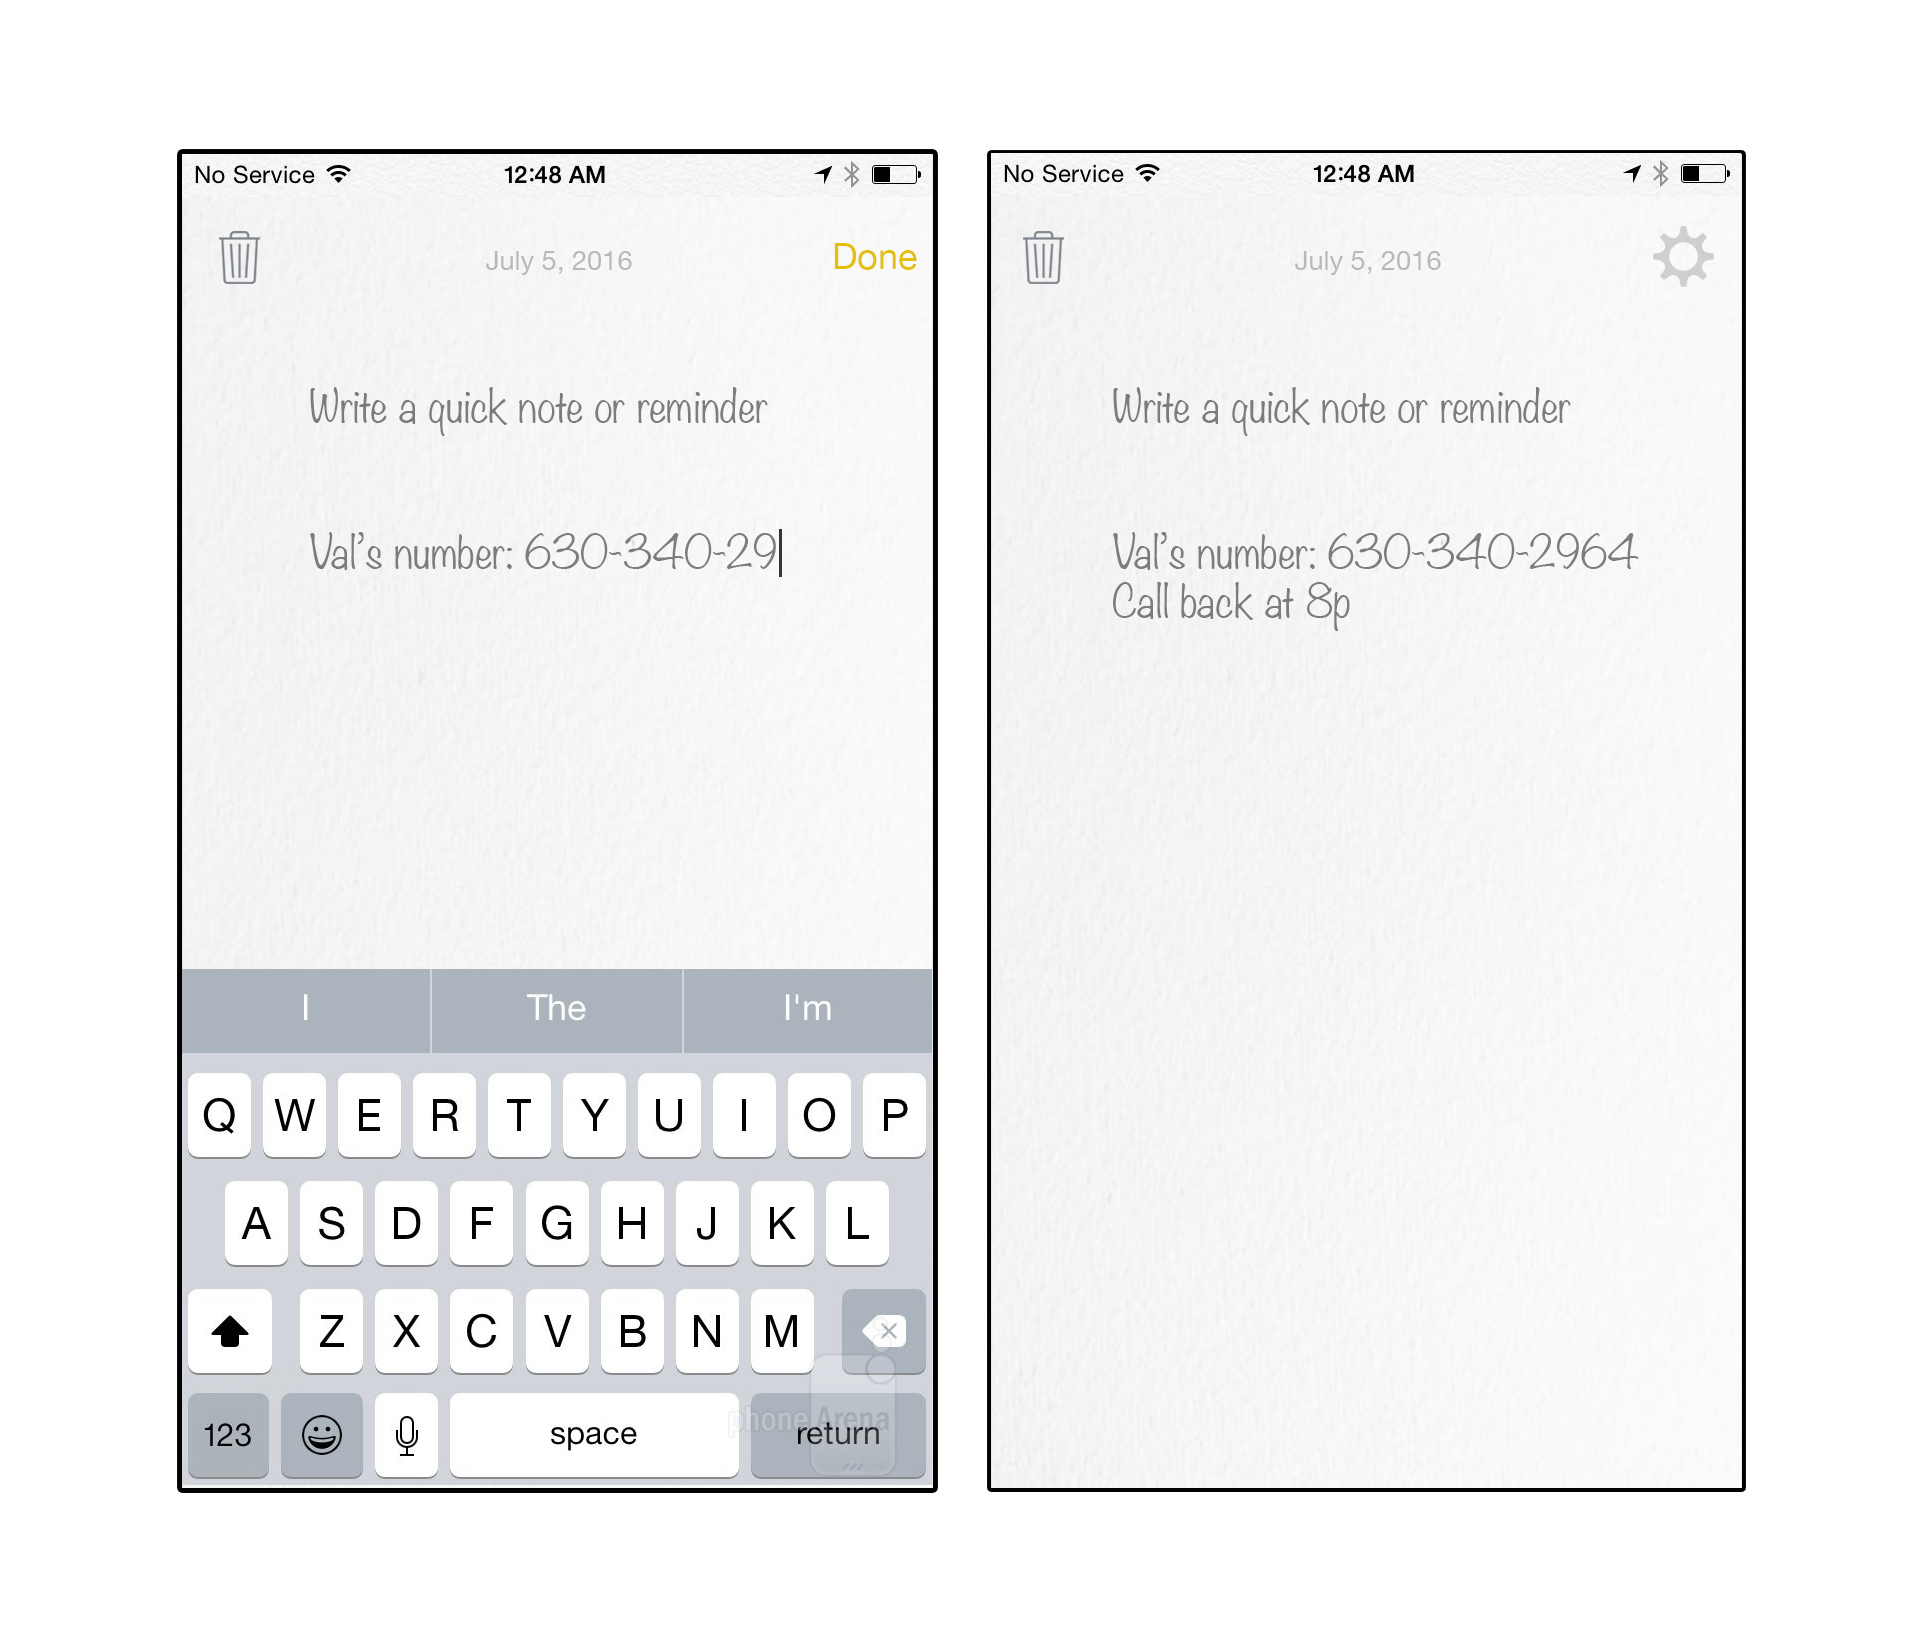 No Service 12:48 AM
July 5, 2016 Done
Write a quick note or reminder
Val's number: 630-340-29
I The I'm
Q W E R T Y U I O P
A S D F G H J K L
Z X C V B N M
123 space return
phoneArena
No Service 12:48 AM
July 5, 2016
Write a quick note or reminder
Val's number: 630-340-2964
Call back at 8p